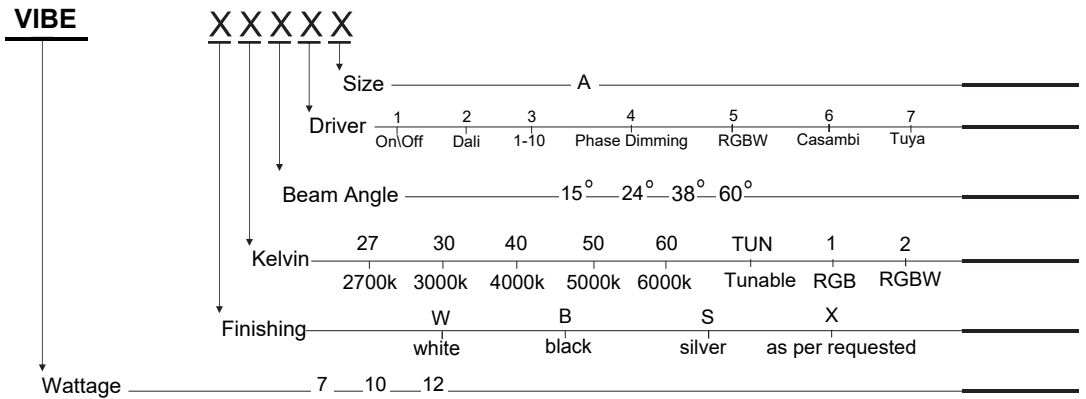 VIBE X X X X X
Size A
1 2 3 4 5 6 7
Driver
On\Off Dali 1-10 Phase Dimming RGBW Casambi Tuya
Beam Angle 15° 24° 38° 60°
27 30 40 50 60 TUN 1 2
Kelvin
2700k 3000k 4000k 5000k 6000k Tunable RGB RGBW
W B S X
Finishing
white black silver as per requested
Wattage 7 10 12